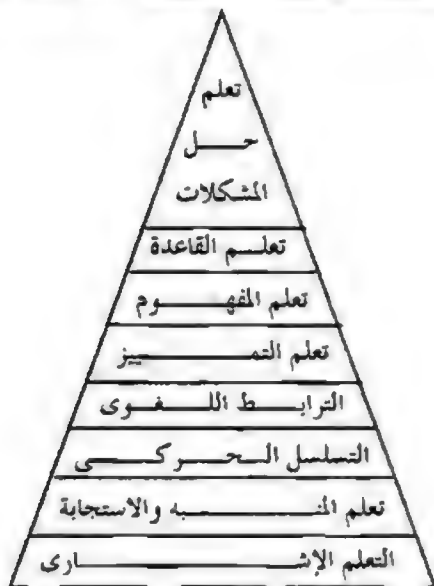 تعلم
حل
المشكلات
تعلم القاعدة
تعلم المفهوم
تعلم التمييز
الترابط اللغوى
التسلسل الحركى
تعلم المنبه والاستجابة
التعلم الإشارى